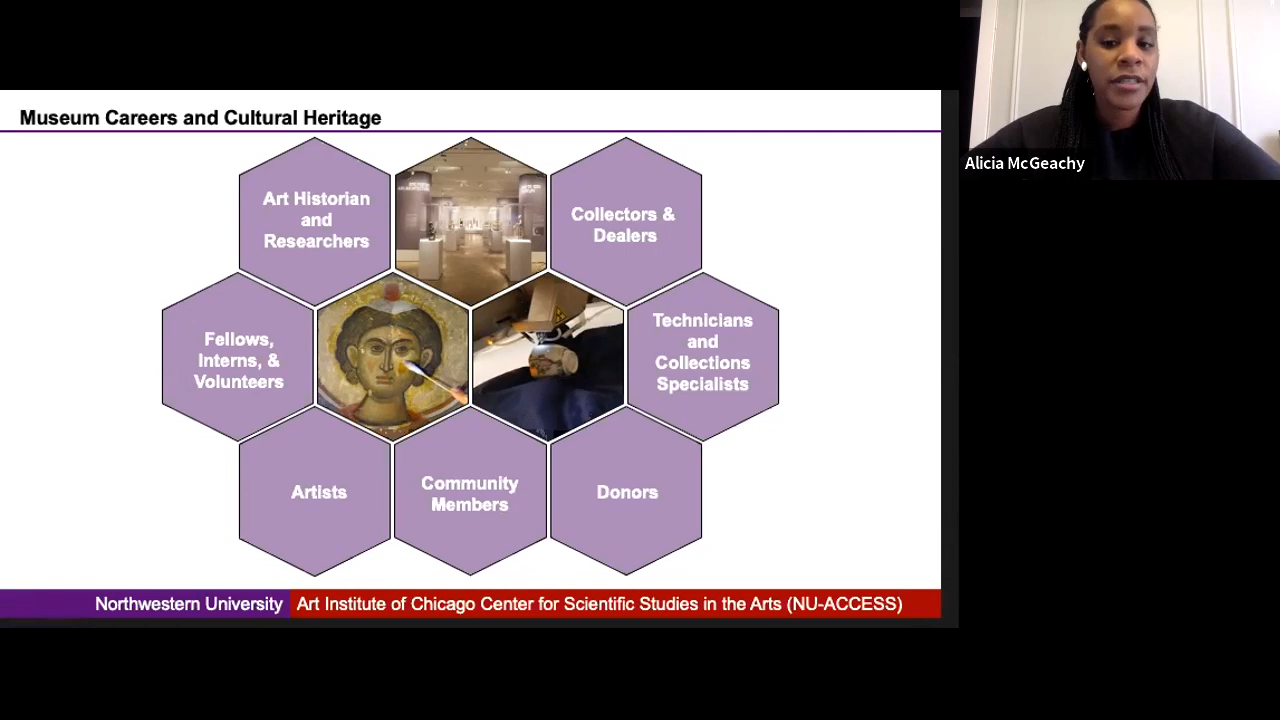 Museum Careers and Cultural Heritage
Alicia McGeachy
Art Historian
and
Researchers
Collectors &
Dealers
Fellows,
Interns, &
Volunteers
Technicians
and
Collections
Specialists
Artists
Community
Members
Donors
Northwestern University
Art Institute of Chicago Center for Scientific Studies in the Arts (NU-ACCESS)